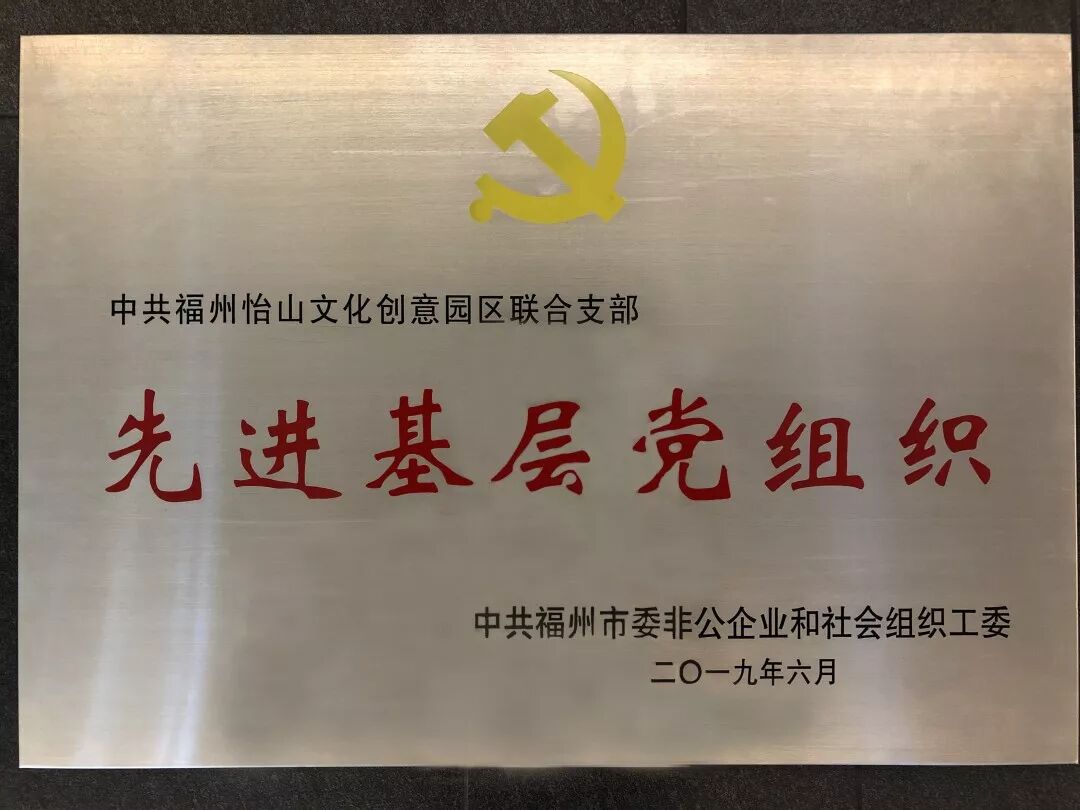 中共福州怡山文化创意园区联合支部
先进基层党组织
中共福州市委非公企业和社会组织工委
二〇一九年六月